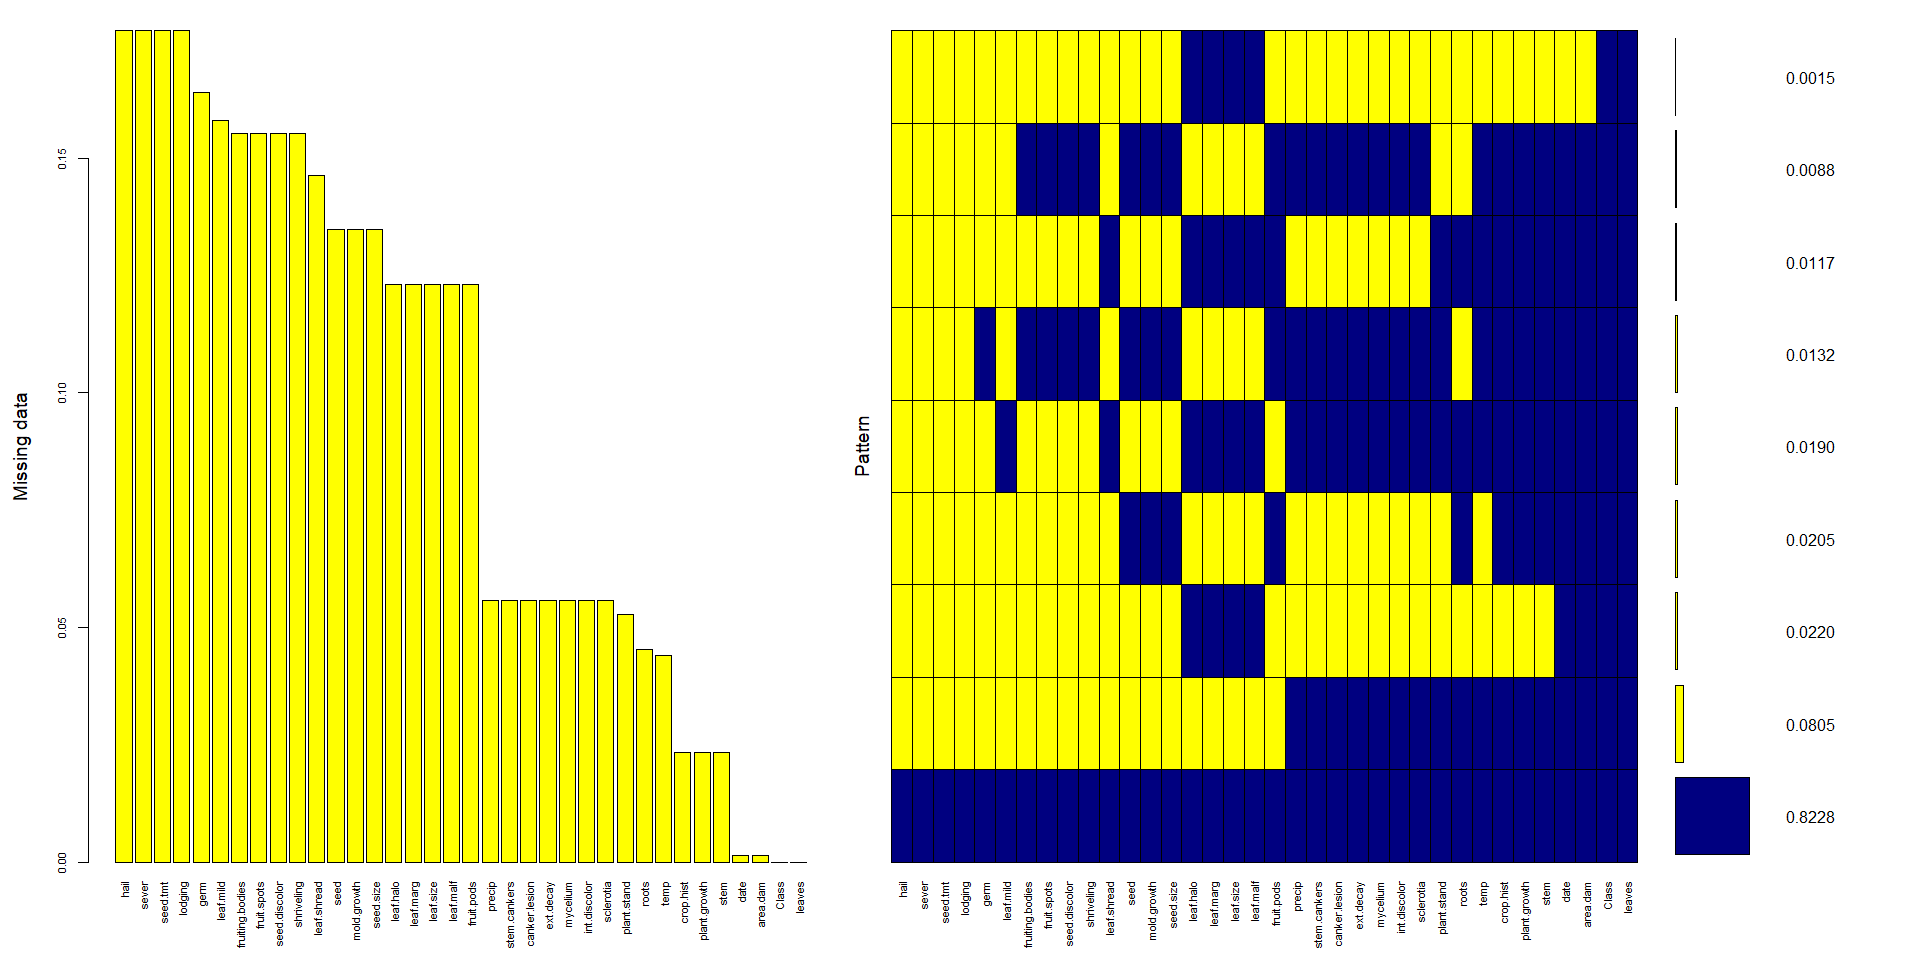 Missing data
0.00
0.05
0.10
0.15
hail
sever
seed.tmt
lodging
germ
leaf.mild
fruiting.bodies
fruit.spots
seed.discolor
shriveling
leaf.shread
seed
mold.growth
seed.size
leaf.halo
leaf.marg
leaf.size
leaf.malf
fruit.pods
precip
stem.cankers
canker.lesion
ext.decay
mycelium
int.discolor
sclerotia
plant.stand
roots
temp
crop.hist
plant.growth
stem
date
area.dam
Class
leaves
Pattern
hail
sever
seed.tmt
lodging
germ
leaf.mild
fruiting.bodies
fruit.spots
seed.discolor
shriveling
leaf.shread
seed
mold.growth
seed.size
leaf.halo
leaf.marg
leaf.size
leaf.malf
fruit.pods
precip
stem.cankers
canker.lesion
ext.decay
mycelium
int.discolor
sclerotia
plant.stand
roots
temp
crop.hist
plant.growth
stem
date
area.dam
Class
leaves
0.0015
0.0088
0.0117
0.0132
0.0190
0.0205
0.0220
0.0805
0.8228